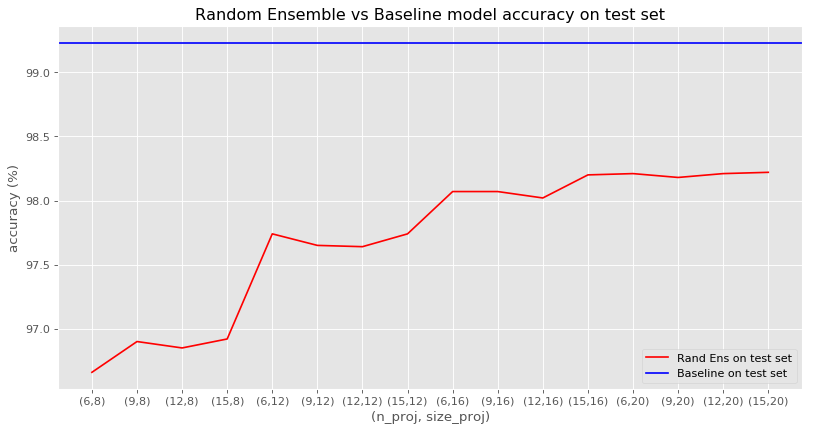 Random Ensemble vs Baseline model accuracy on test set
99.0
98.5
98.0
97.5
97.0
accuracy (%)
Rand Ens on test set
Baseline on test set
(6,8) (9,8) (12,8) (15,8) (6,12) (9,12) (12,12) (15,12) (6,16) (9,16) (12,16) (15,16) (6,20) (9,20) (12,20) (15,20)
(n_proj, size_proj)